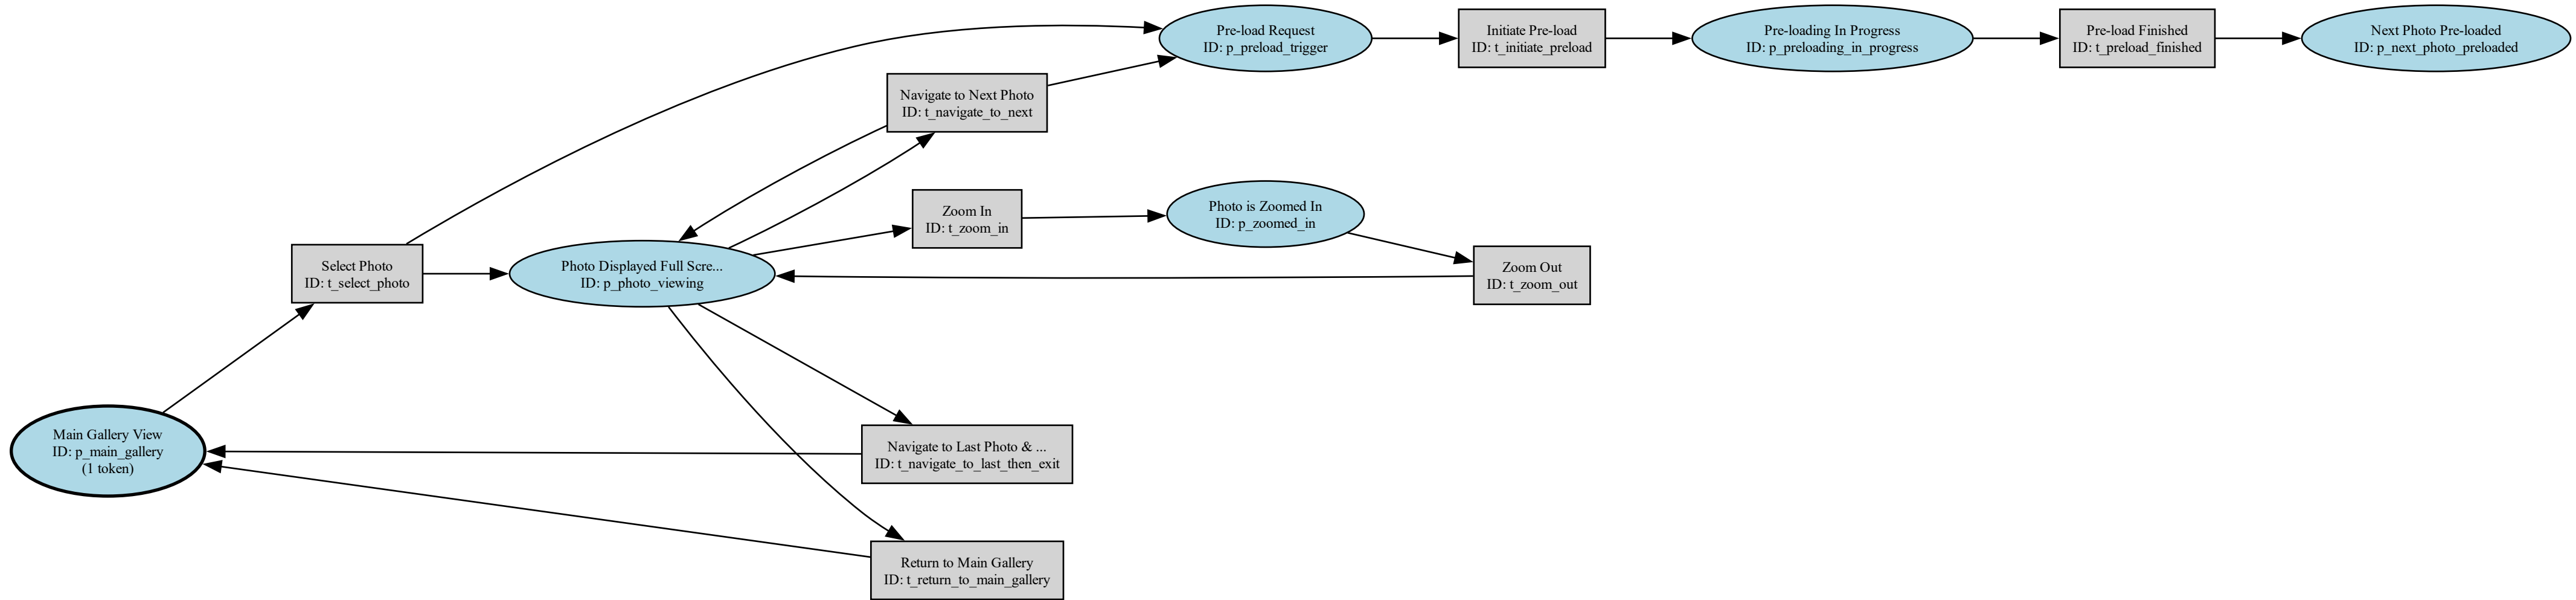 Pre-load Request
ID: p_preload_trigger
Initiate Pre-load
ID: t_initiate_preload
Pre-loading In Progress
ID: p_preloading_in_progress
Pre-load Finished
ID: t_preload_finished
Next Photo Pre-loaded
ID: p_next_photo_preloaded
Navigate to Next Photo
ID: t_navigate_to_next
Zoom In
ID: t_zoom_in
Photo is Zoomed In
ID: p_zoomed_in
Select Photo
ID: t_select_photo
Photo Displayed Full Scre...
ID: p_photo_viewing
Zoom Out
ID: t_zoom_out
Main Gallery View
ID: p_main_gallery
(1 token)
Navigate to Last Photo & ...
ID: t_navigate_to_last_then_exit
Return to Main Gallery
ID: t_return_to_main_gallery